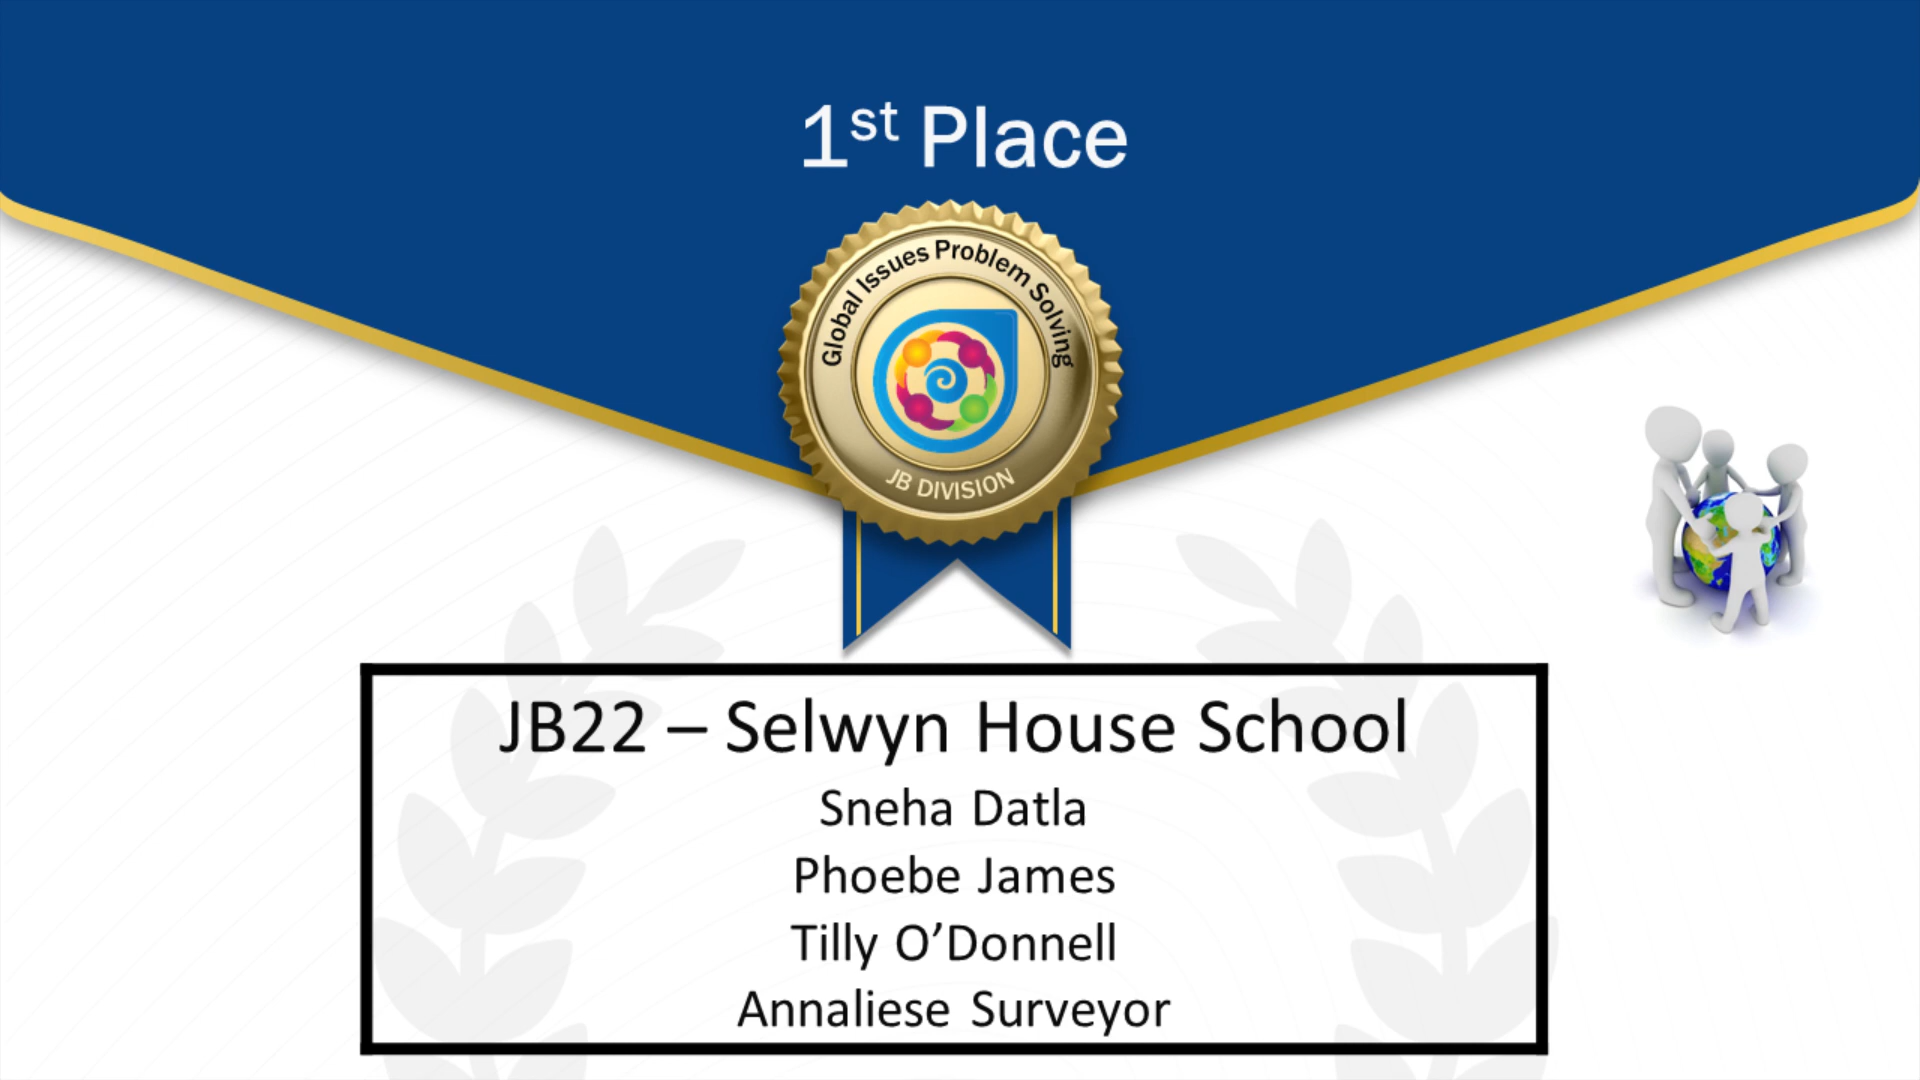 1st Place
Global Issues Problem Solving
JB DIVISION
JB22 – Selwyn House School
Sneha Datla
Phoebe James
Tilly O’Donnell
Annaliese Surveyor